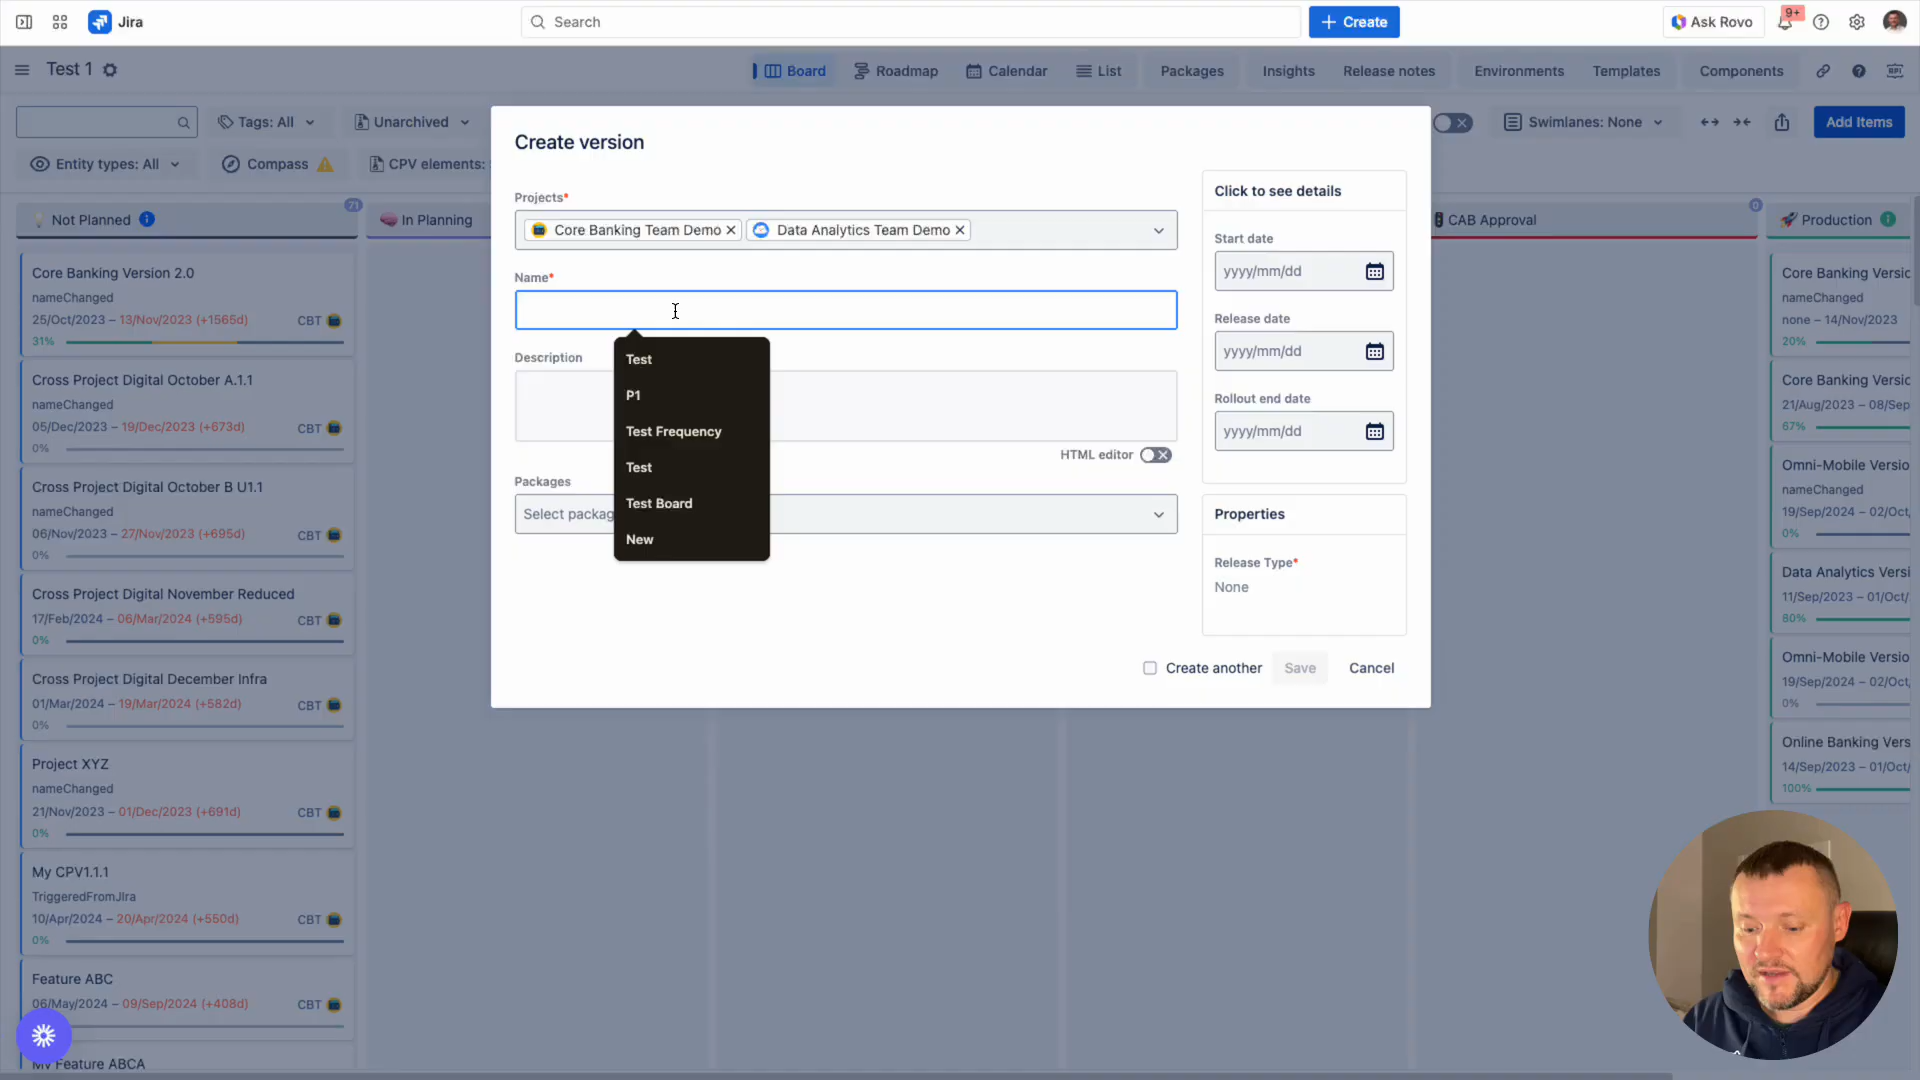 Jira
Search
Create
Ask Rovo
9+
Test 1
Board
Roadmap
Calendar
List
Packages
Insights
Release notes
Environments
Templates
Components
Tags: All
Unarchived
Swimlanes: None
Add Items
Entity types: All
Compass
CPV elements:
Not Planned
71
In Planning
CAB Approval
0
Production
Core Banking Version 2.0
nameChanged
25/Oct/2023 – 13/Nov/2023 (+1565d)
CBT
31%
Cross Project Digital October A.1.1
nameChanged
05/Dec/2023 – 19/Dec/2023 (+673d)
CBT
0%
Cross Project Digital October B U1.1
nameChanged
06/Nov/2023 – 27/Nov/2023 (+695d)
CBT
0%
Cross Project Digital November Reduced
17/Feb/2024 – 06/Mar/2024 (+595d)
CBT
0%
Cross Project Digital December Infra
01/Mar/2024 – 19/Mar/2024 (+582d)
CBT
0%
Project XYZ
nameChanged
21/Nov/2023 – 01/Dec/2023 (+691d)
CBT
0%
My CPV1.1.1
TriggeredFromJIra
10/Apr/2024 – 20/Apr/2024 (+550d)
CBT
0%
Feature ABC
06/May/2024 – 09/Sep/2024 (+408d)
CBT
My Feature ABCA
Create version
Projects*
Core Banking Team Demo
Data Analytics Team Demo
Name*
Test
P1
Test Frequency
Test
Test Board
New
Description
HTML editor
Packages
Select packag
Click to see details
Start date
yyyy/mm/dd
Release date
yyyy/mm/dd
Rollout end date
yyyy/mm/dd
Properties
Release Type*
None
Create another
Save
Cancel
Core Banking Versic
nameChanged
none – 14/Nov/2023
20%
Core Banking Versic
21/Aug/2023 – 08/Sep
67%
Omni-Mobile Versio
nameChanged
19/Sep/2024 – 02/Oct,
0%
Data Analytics Versi
11/Sep/2023 – 01/Oct/
80%
Omni-Mobile Versio
19/Sep/2024 – 02/Oct,
0%
Online Banking Vers
14/Sep/2023 – 01/Oct/
100%